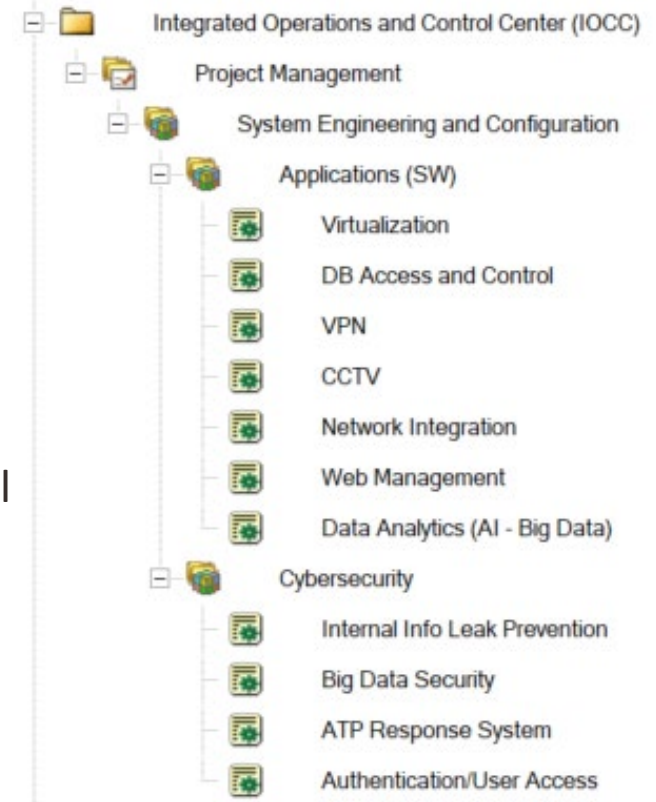 Integrated Operations and Control Center (IOCC)
Project Management
System Engineering and Configuration
Applications (SW)
Virtualization
DB Access and Control
VPN
CCTV
Network Integration
Web Management
Data Analytics (AI - Big Data)
Cybersecurity
Internal Info Leak Prevention
Big Data Security
ATP Response System
Authentication/User Access